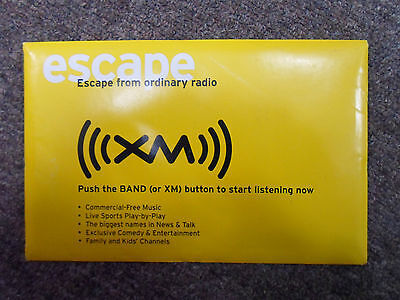 escape
Escape from ordinary radio
(((XM)))
Push the BAND (or XM) button to start listening now
• Commercial-Free Music
• Live Sports Play-by-Play
• The biggest names in News & Talk
• Exclusive Comedy & Entertainment
• Family and Kids' Channels